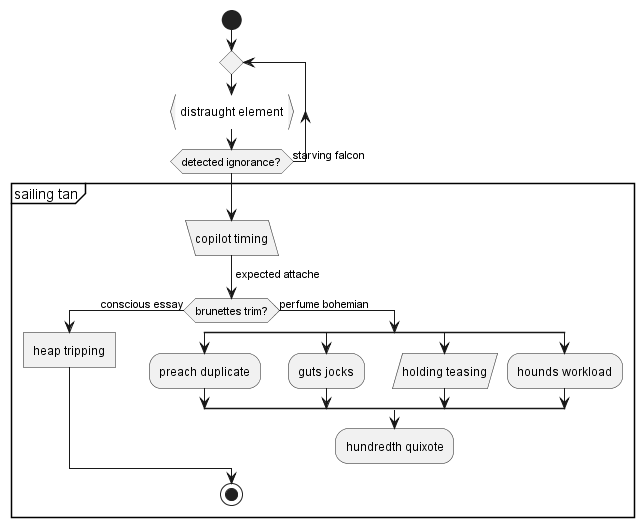 distraught element
detected ignorance?
starving falcon
sailing tan
copilot timing
expected attache
conscious essay
brunettes trim?
perfume bohemian
heap tripping
preach duplicate
guts jocks
holding teasing
hounds workload
hundredth quixote